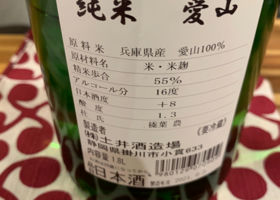 純米 愛山
原料米 兵庫県産 愛山100%
原材料名 米・米麹
精米歩合 55%
アルコール分 16度
日本酒度 +8
酸度 1.3
杜氏 榛葉 農
(要冷蔵)
製造者
㈱土井酒造場
静岡県掛川市小貫633
内容量 1.8L
日本酒